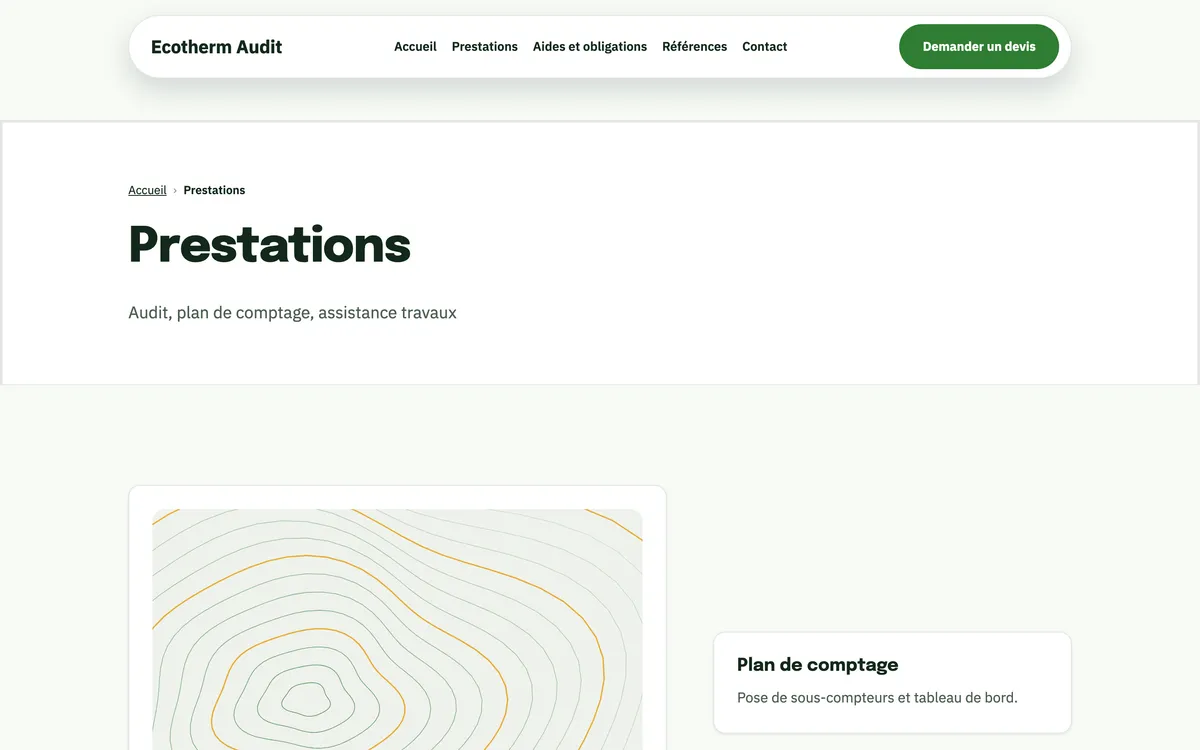 Ecotherm Audit
Accueil Prestations Aides et obligations Références Contact
Demander un devis
Accueil › Prestations
Prestations
Audit, plan de comptage, assistance travaux
Plan de comptage
Pose de sous-compteurs et tableau de bord.